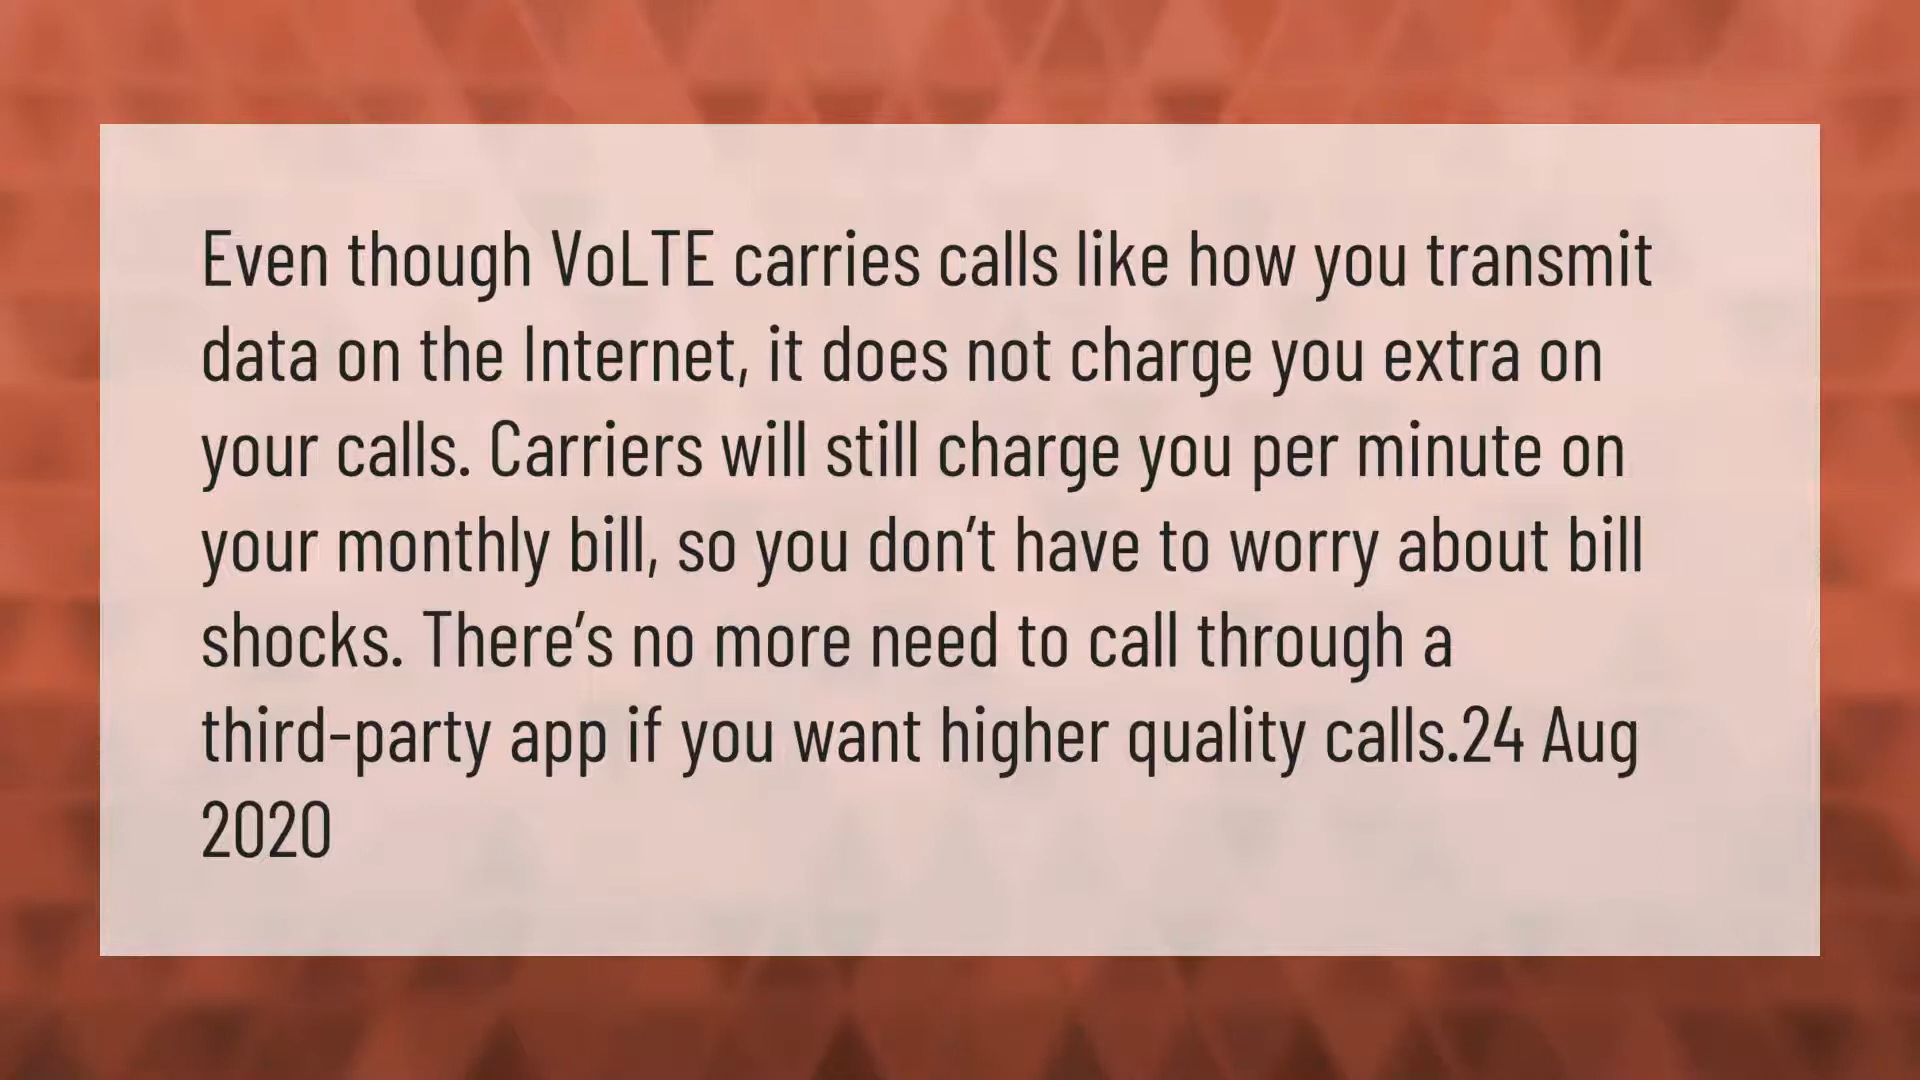 Even though VoLTE carries calls like how you transmit
data on the Internet, it does not charge you extra on
your calls. Carriers will still charge you per minute on
your monthly bill, so you don’t have to worry about bill
shocks. There’s no more need to call through a
third-party app if you want higher quality calls.24 Aug
2020